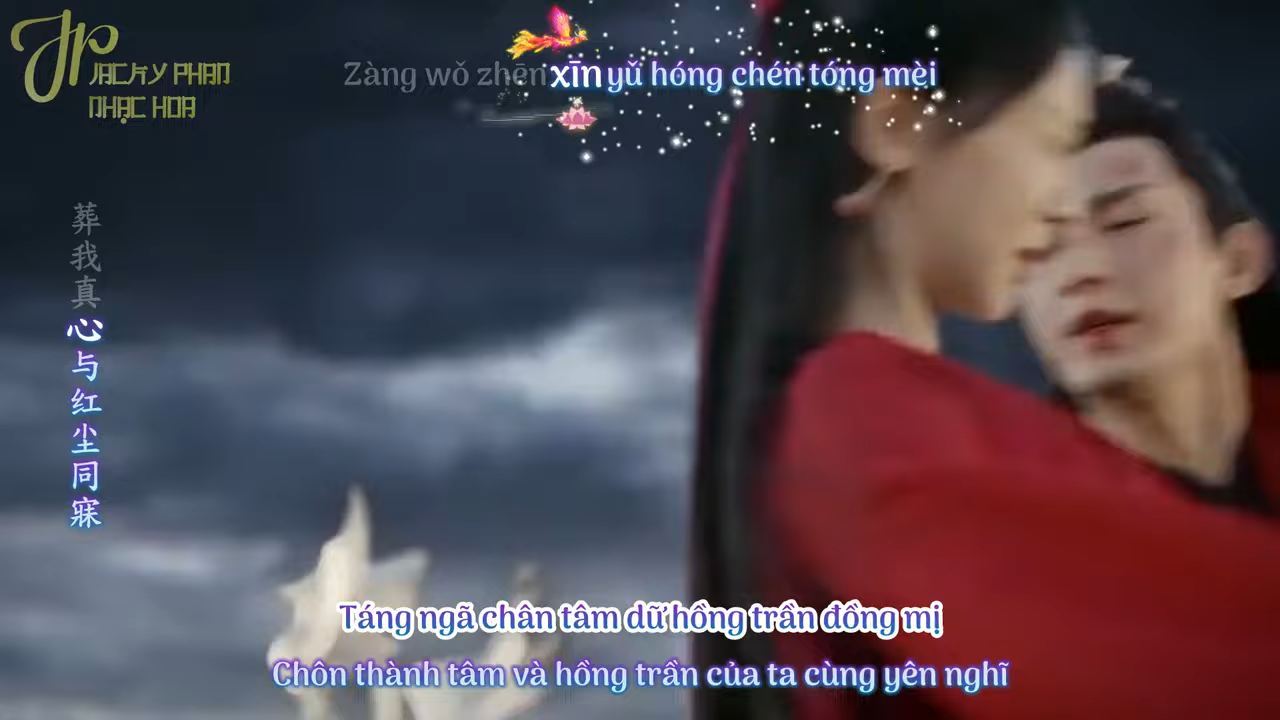 JP
JACKY PHAN
NHẠC HOA
Zàng wǒ zhēn xīn yǔ hóng chén tóng mèi
葬我真心与红尘同寐
Táng ngã chân tâm dữ hồng trần đồng mị
Chôn thành tâm và hồng trần của ta cùng yên nghĩ